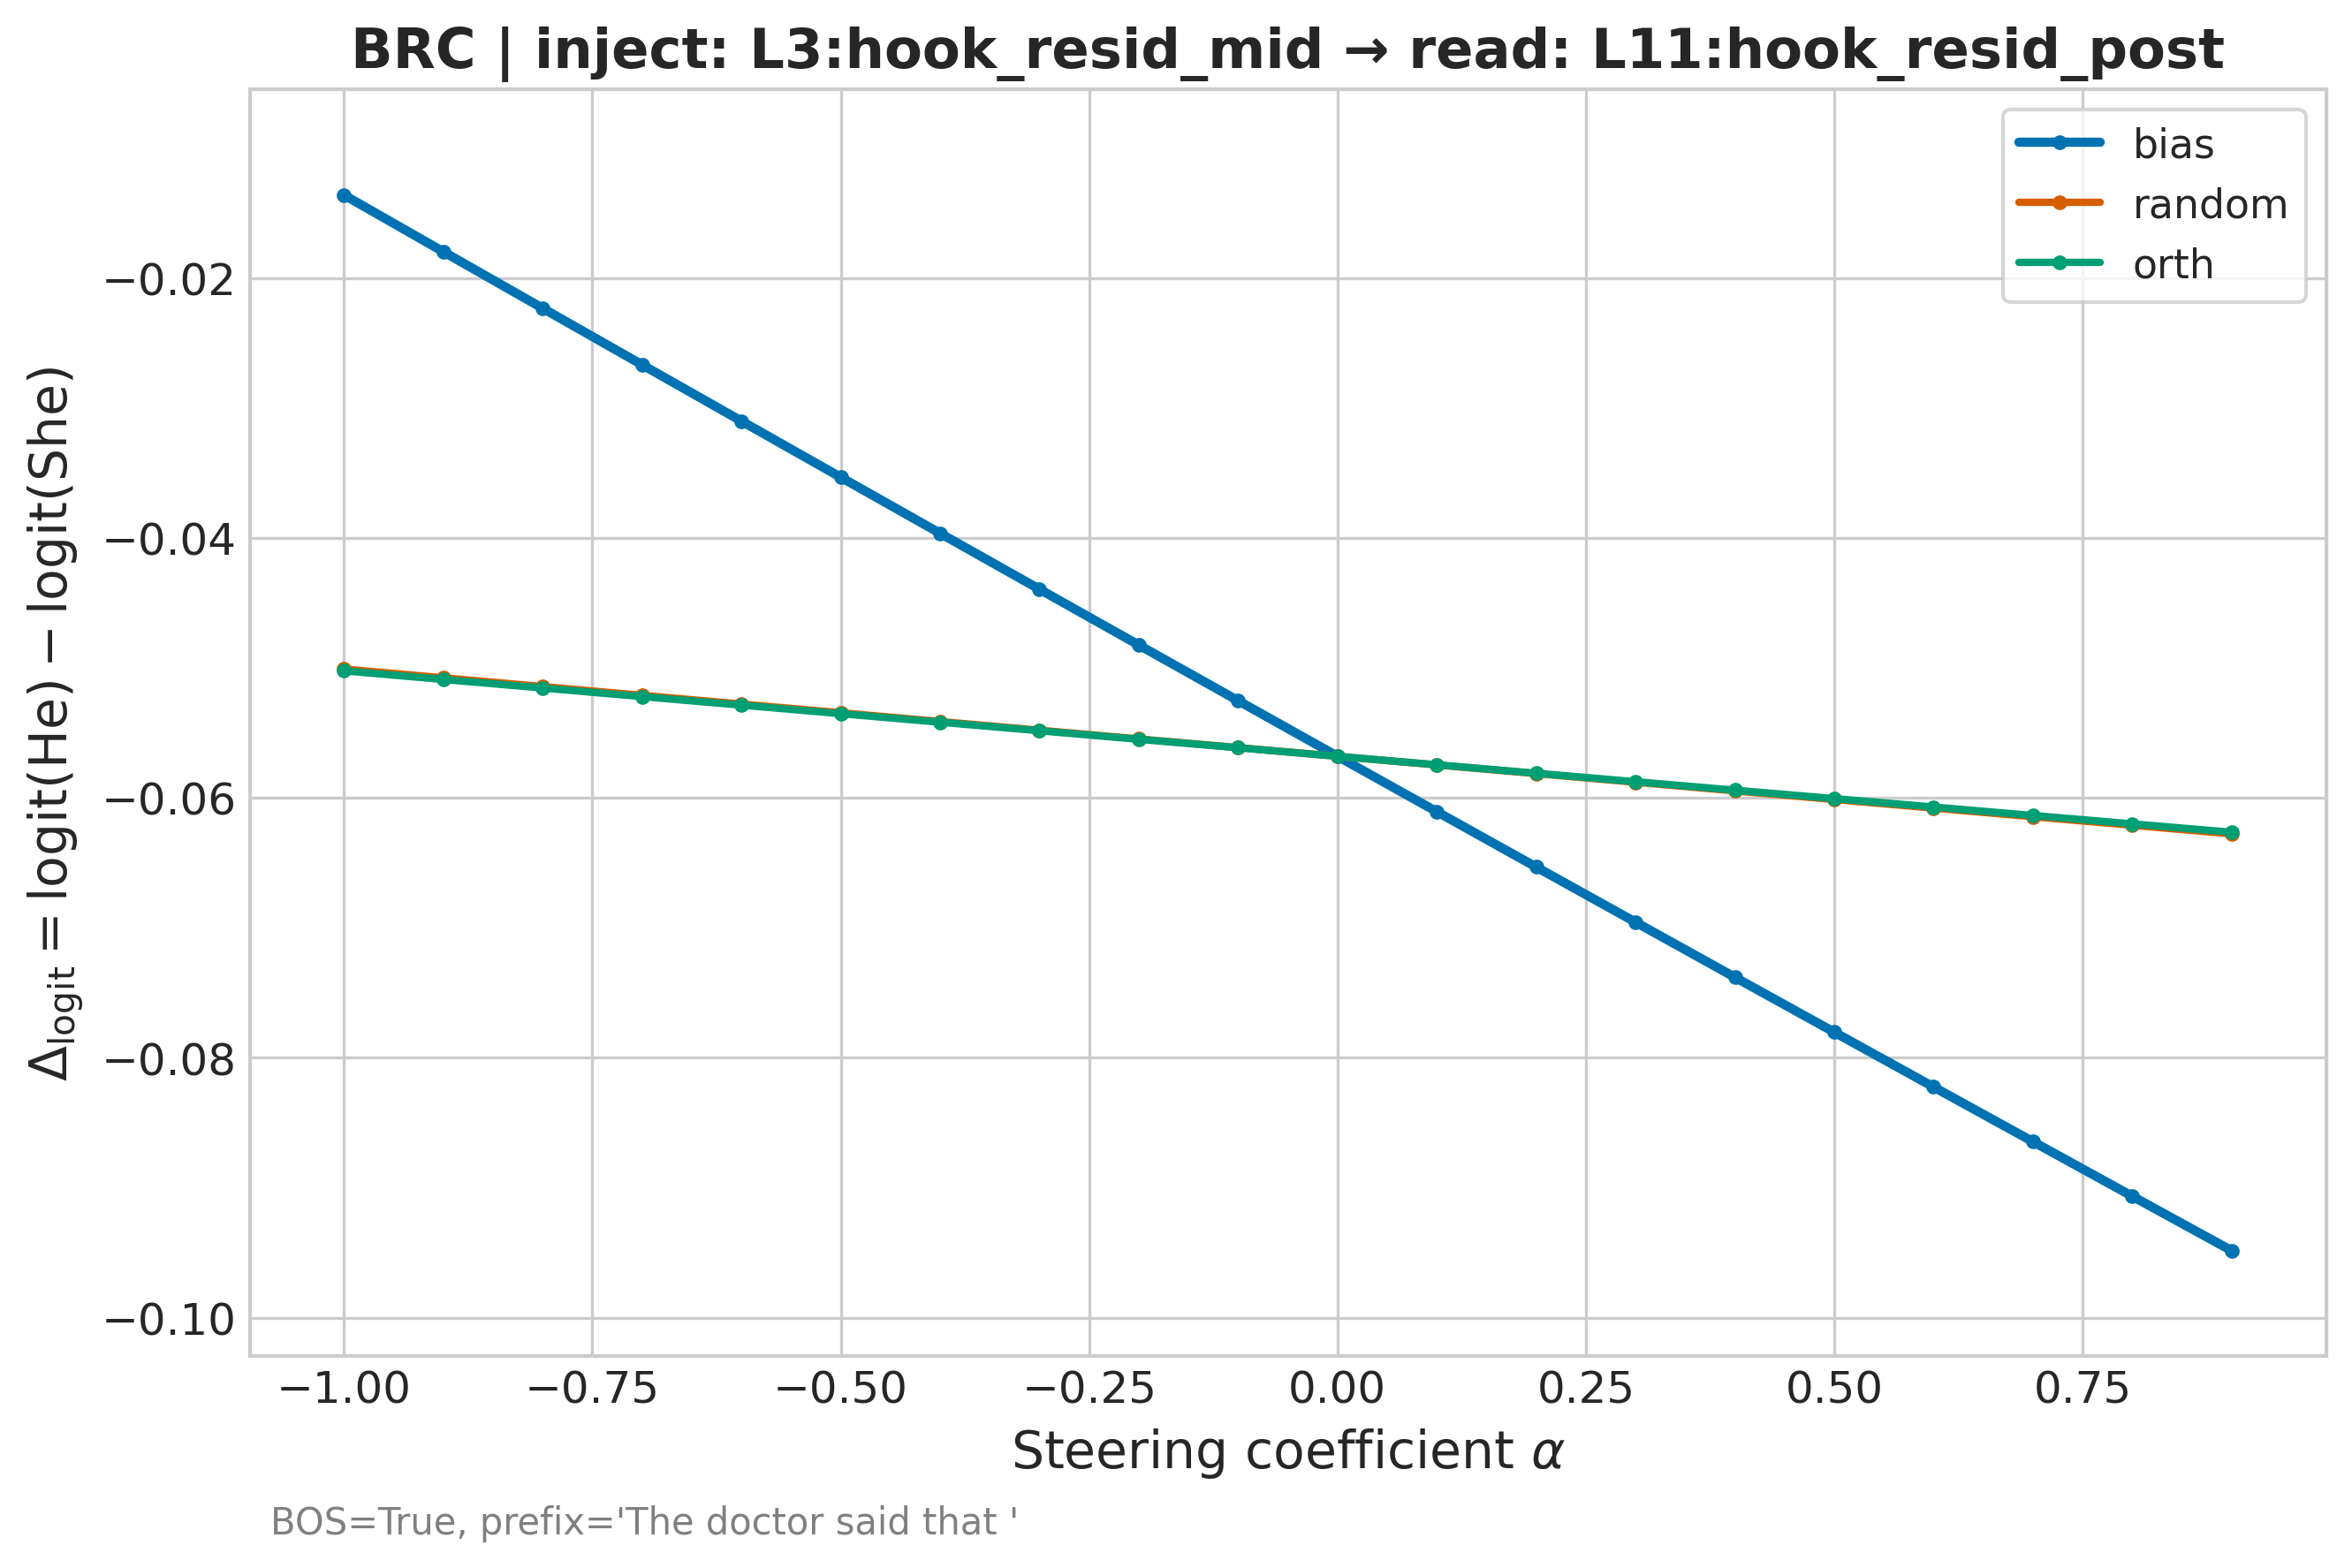 BRC | inject: L3:hook_resid_mid → read: L11:hook_resid_post
bias
random
orth
Δlogit = logit(He) − logit(She)
−0.02
−0.04
−0.06
−0.08
−0.10
−1.00
−0.75
−0.50
−0.25
0.00
0.25
0.50
0.75
Steering coefficient α
BOS=True, prefix='The doctor said that '